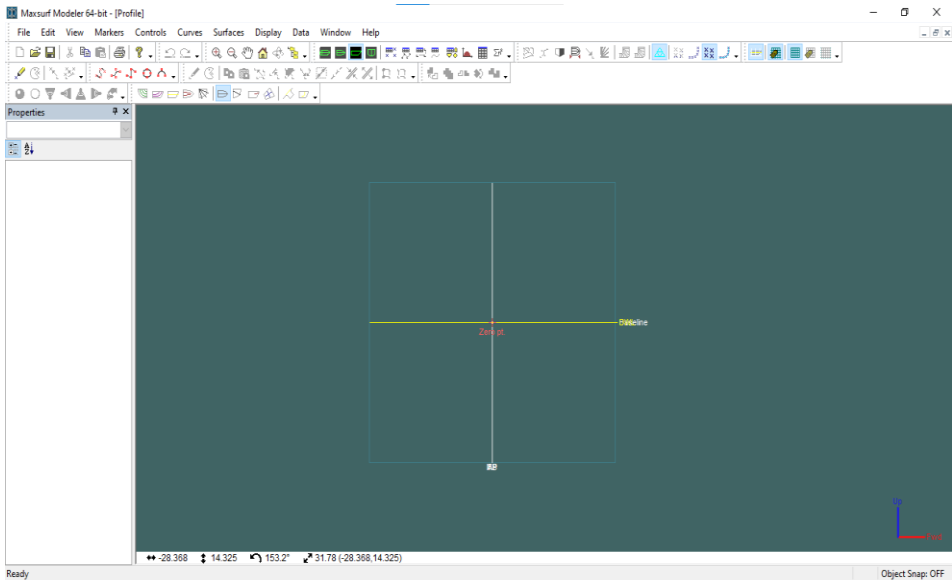 Maxsurf Modeler 64-bit - [Profile]
File Edit View Markers Controls Curves Surfaces Display Data Window Help
Properties
Zero pt.
Up
-28.368 14.325 153.2° 31.78 (-28.368,14.325)
Ready Object Snap: OFF